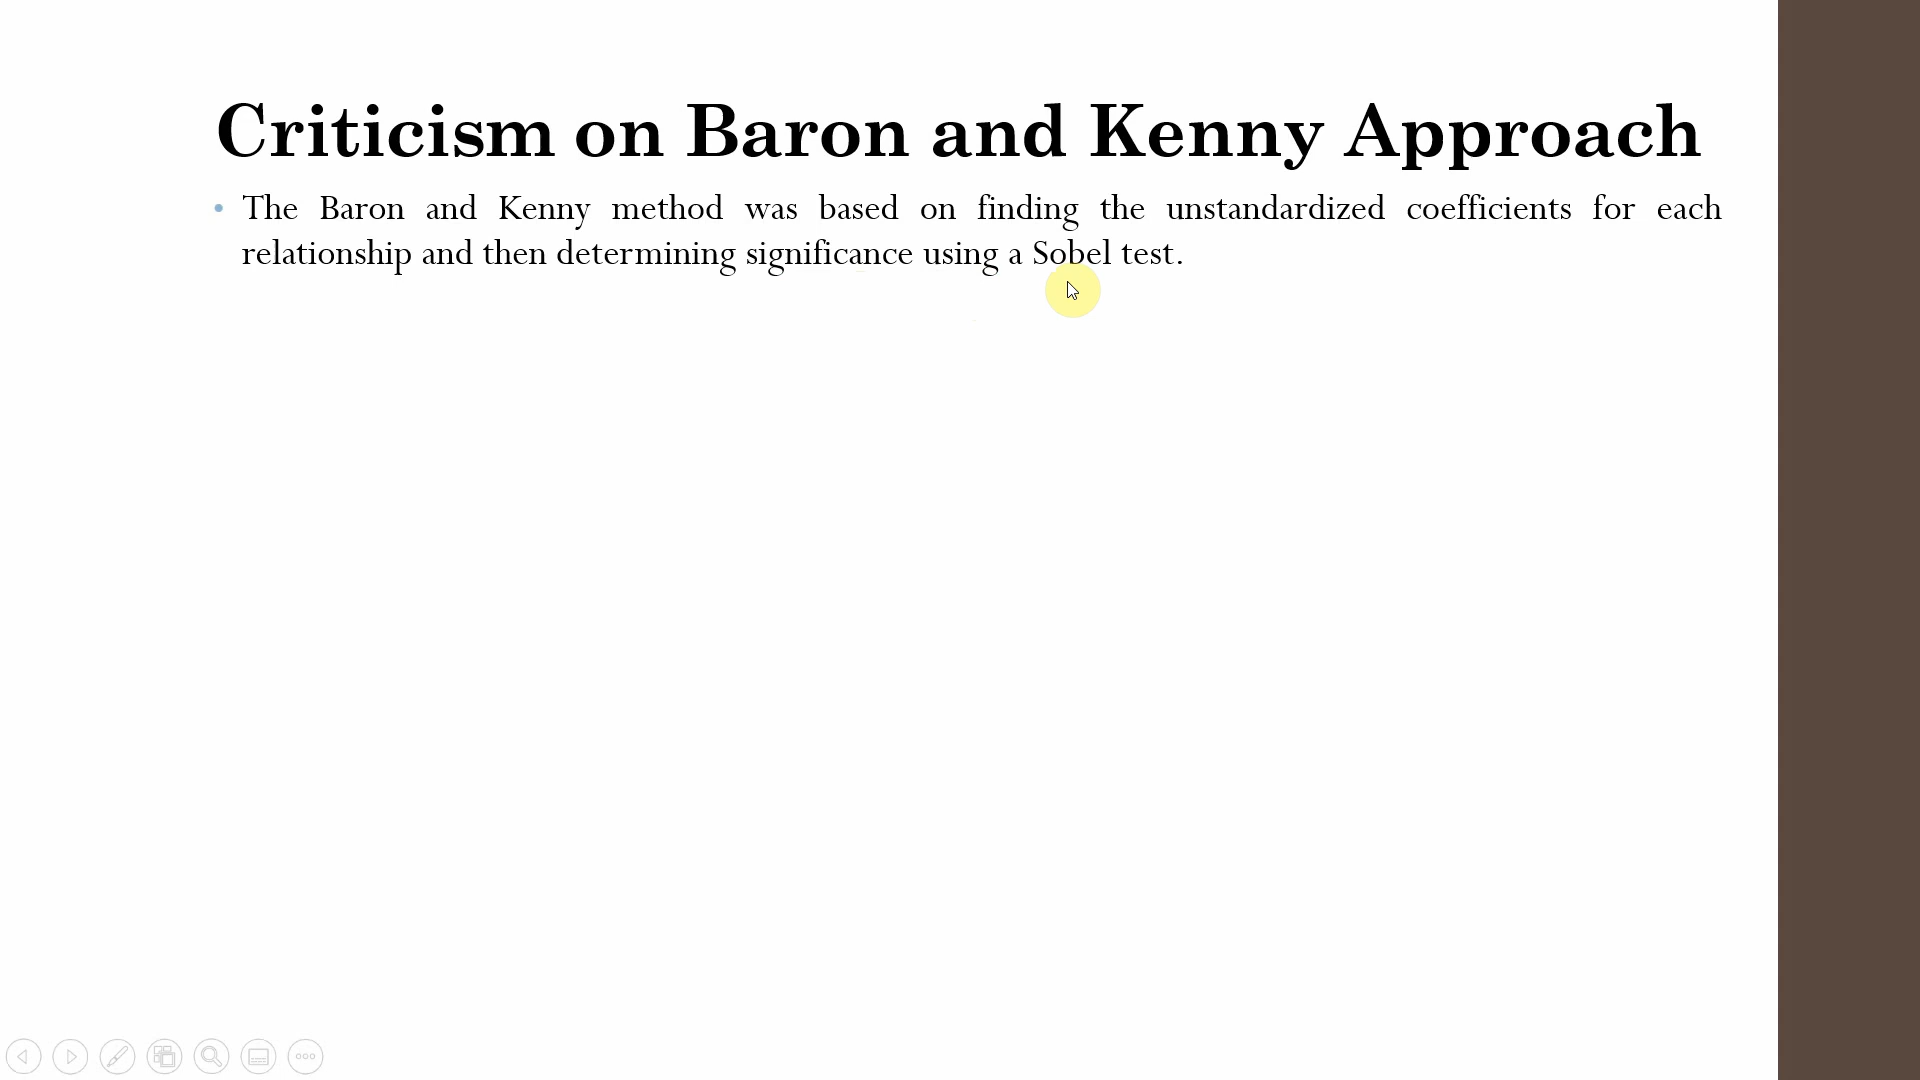 Criticism on Baron and Kenny Approach
• The Baron and Kenny method was based on finding the unstandardized coefficients for each
relationship and then determining significance using a Sobel test.